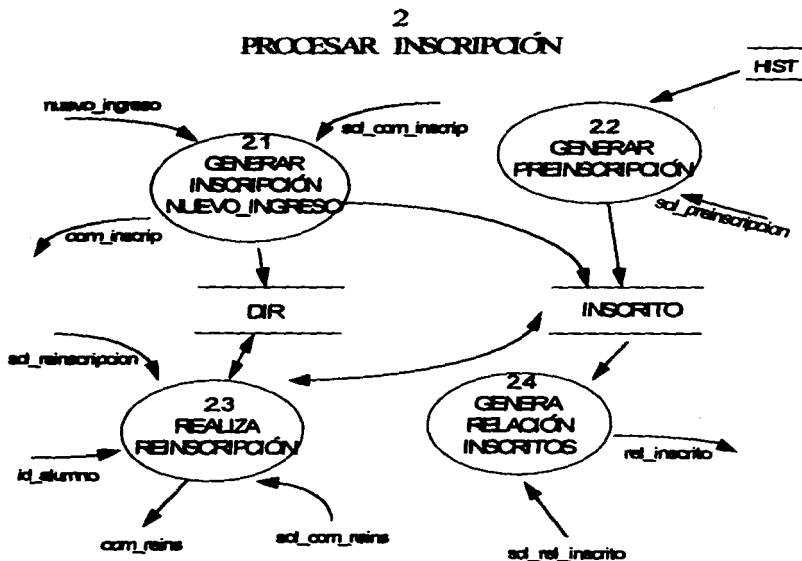 2
PROCESAR INSCRIPCIÓN
HIST
nuevo_ingreso
sol_com_inscrip
2.1
GENERAR
INSCRIPCIÓN
NUEVO_INGRESO
2.2
GENERAR
PREINSCRIPCIÓN
sol_preinscripcion
com_inscrip
DIR
INSCRITO
sol_reinscripcion
2.3
REALIZA
REINSCRIPCIÓN
2.4
GENERA
RELACIÓN
INSCRITOS
rel_inscrito
id_alumno
com_reins
sol_com_reins
sol_rel_inscrito